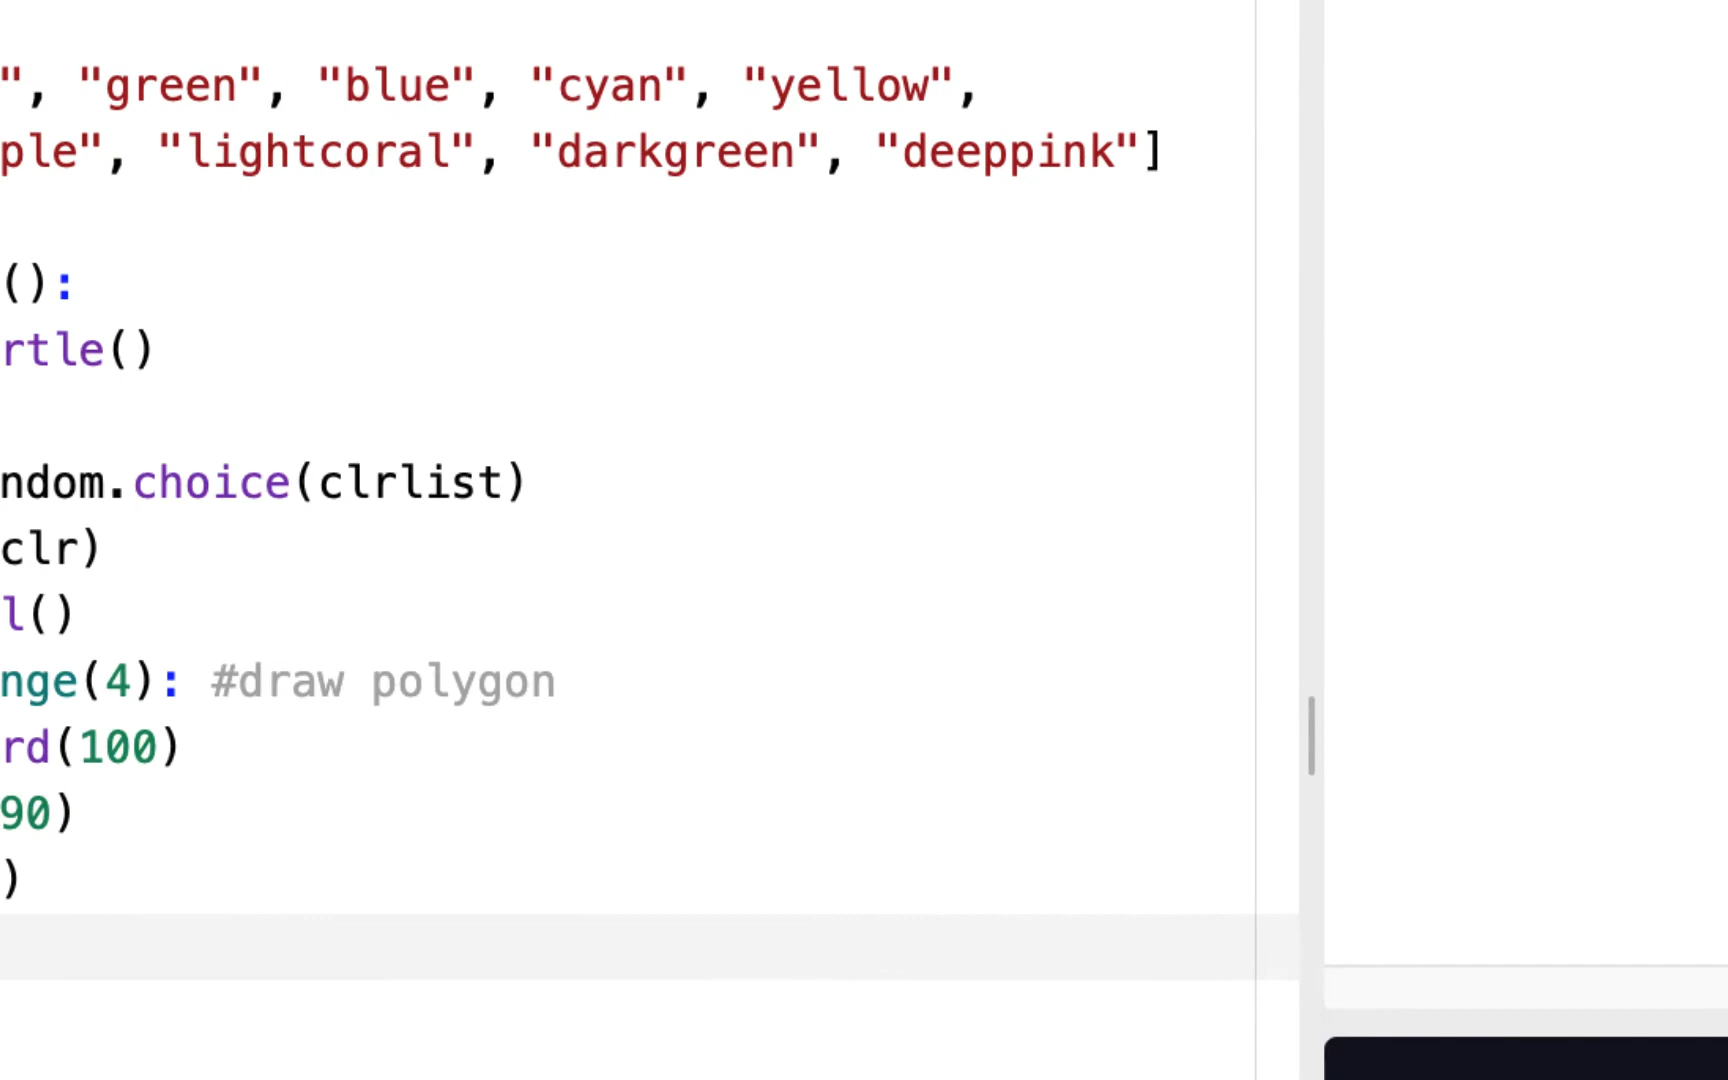 ", "green", "blue", "cyan", "yellow",
ple", "lightcoral", "darkgreen", "deeppink"]
():
rtle()
ndom.choice(clrlist)
clr)
l()
nge(4): #draw polygon
rd(100)
90)
)